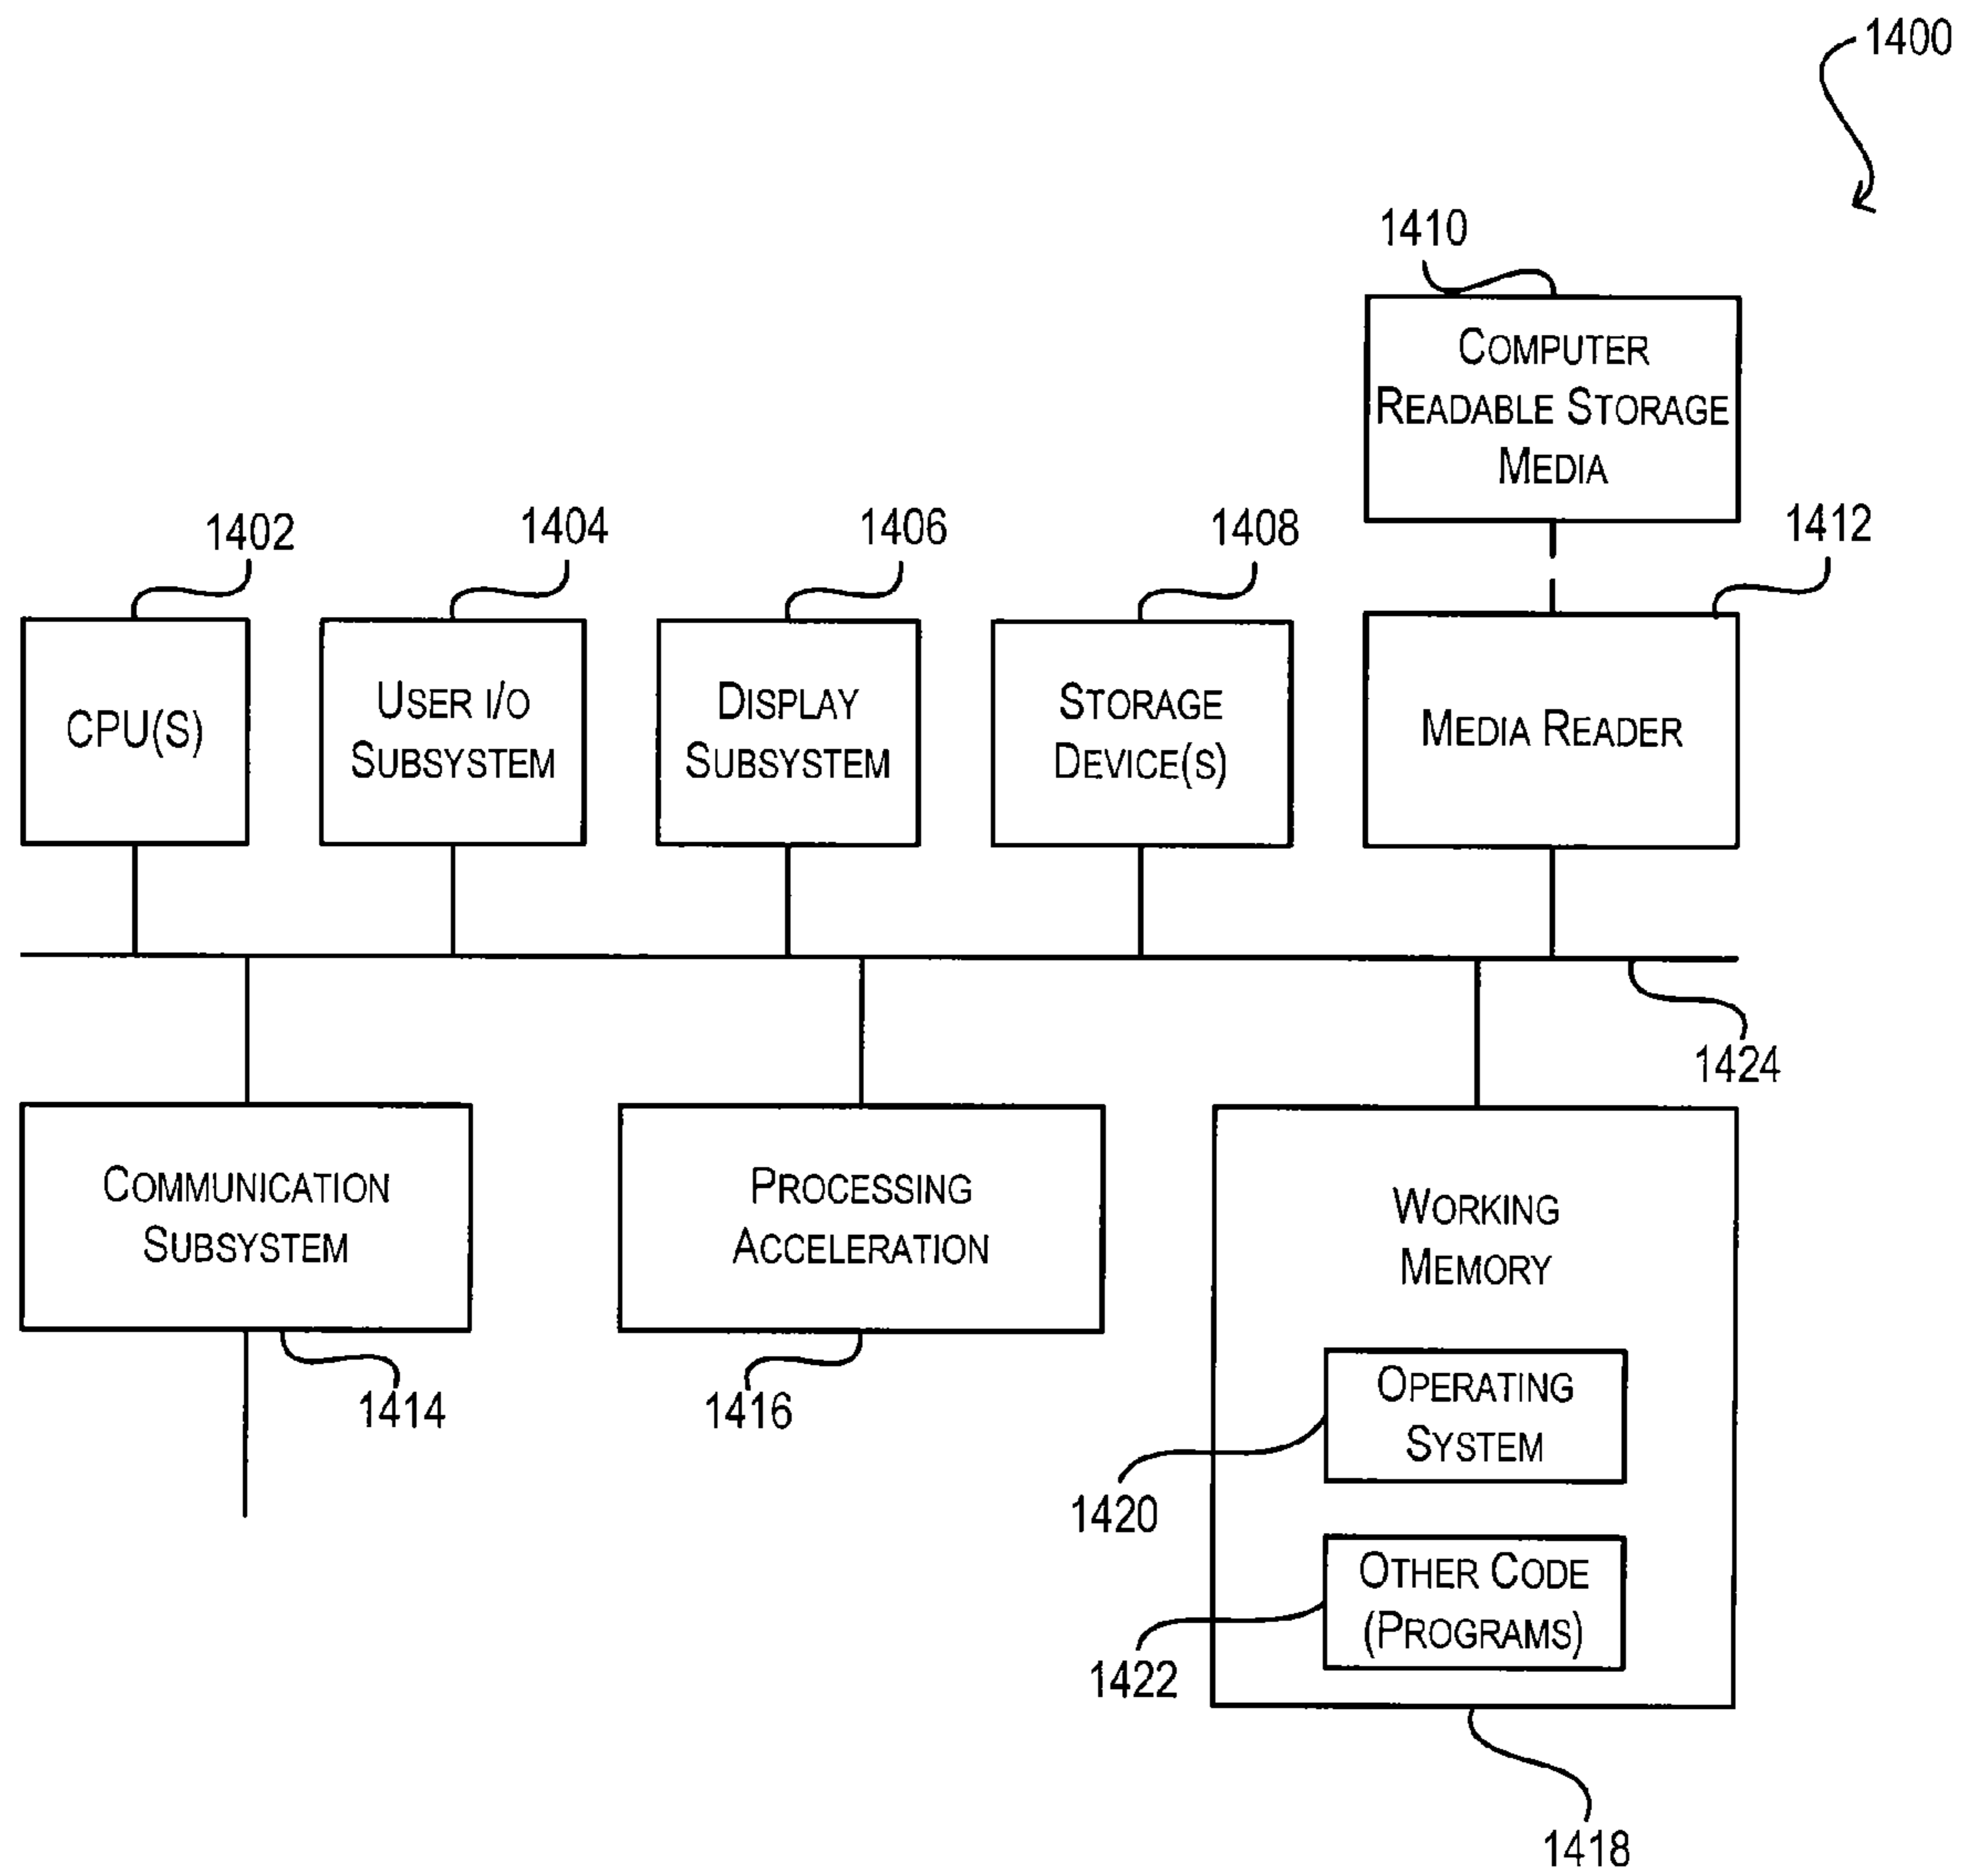 1400
1410
COMPUTER
READABLE STORAGE
MEDIA
1402
1404
1406
1408
1412
CPU(S)
USER I/O
SUBSYSTEM
DISPLAY
SUBSYSTEM
STORAGE
DEVICE(S)
MEDIA READER
1424
COMMUNICATION
SUBSYSTEM
PROCESSING
ACCELERATION
WORKING
MEMORY
1414
1416
OPERATING
SYSTEM
1420
OTHER CODE
(PROGRAMS)
1422
1418